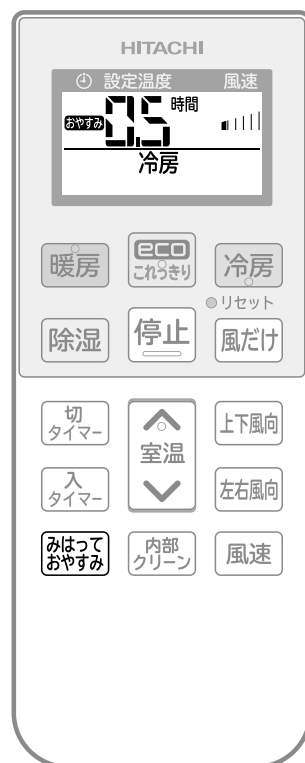 HITACHI
設定温度 風速
おやすみ 0.5 時間
冷房
暖房 eco これっきり 冷房
リセット
除湿 停止 風だけ
切タイマー 室温 上下風向
入タイマー 左右風向
みはっておやすみ 内部クリーン 風速